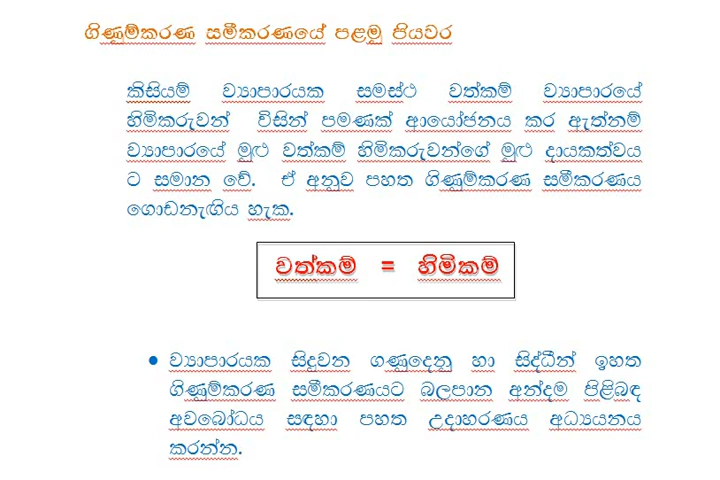 ගිණුම්කරණ සමීකරණයේ පළමු පියවර
කිසියම් ව්‍යාපාරයක සමස්ථ වත්කම් ව්‍යාපාරයේ
හිමිකරුවන් විසින් පමණක් ආයෝජනය කර ඇත්නම්
ව්‍යාපාරයේ මුළු වත්කම් හිමිකරුවන්ගේ මුළු දායකත්වය
ට සමාන වේ. ඒ අනුව පහත ගිණුම්කරණ සමීකරණය
ගොඩනැඟිය හැක.
වත්කම් = හිමිකම්
• ව්‍යාපාරයක සිදුවන ගණුදෙනු හා සිද්ධීන් ඉහත
ගිණුම්කරණ සමීකරණයට බලපාන අන්දම පිළිබඳ
අවබෝධය සඳහා පහත උදාහරණය අධ්‍යයනය
කරන්න.